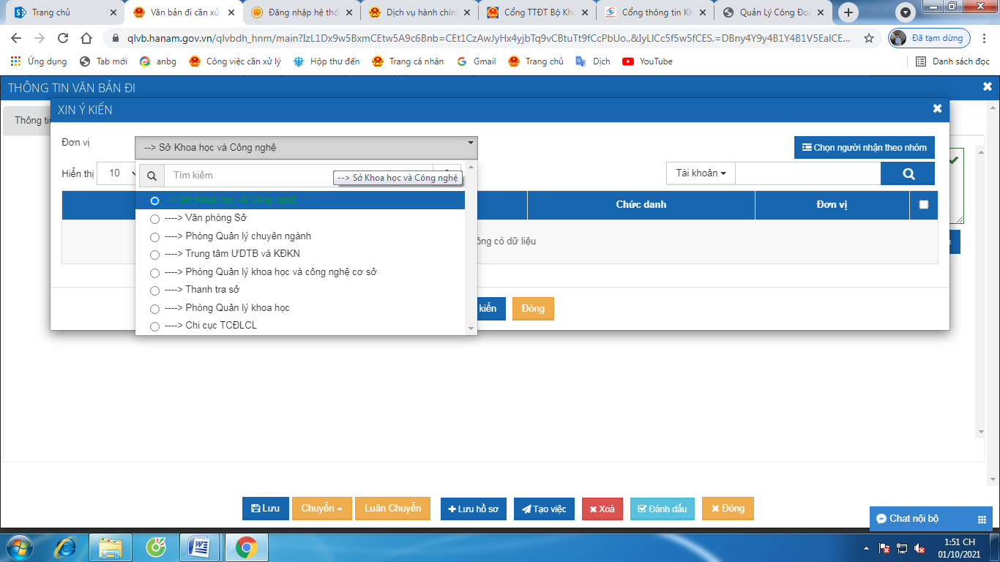 Trang chủ
Văn bản đi cần xử
Đăng nhập hệ thố
Dịch vụ hành chín
Cổng TTĐT Bộ Kho
Cổng thông tin Kh
Quản Lý Công Đoà
qlvb.hanam.gov.vn/qlvbdh_hnm/main?IzL1Dx9w5BxmCEtw5A9c6Bnb=CEt1CzAwJyHx4yjbTq9vCBtuTt9fCcPbUo..&IyLlCc5f5w5fCES.=DBny4Y9y4B1Y4B1V5EalCE...
Đã tạm dừng
Ứng dụng
Tab mới
anbg
Công việc cần xử lý
Hộp thư đến
Trang cá nhân
Gmail
Trang chủ
Dịch
YouTube
Danh sách đọc
THÔNG TIN VĂN BẢN ĐI
Thông ti
XIN Ý KIẾN
Đơn vị
--> Sở Khoa học và Công nghệ
Chọn người nhận theo nhóm
Hiển thị 10
Tìm kiếm
--> Sở Khoa học và Công nghệ
Tài khoản
Chức danh
Đơn vị
--> Sở Khoa học và Công nghệ
----> Văn phòng Sở
----> Phòng Quản lý chuyên ngành
----> Trung tâm ƯDTB và KĐKN
----> Phòng Quản lý khoa học và công nghệ cơ sở
----> Thanh tra sở
----> Phòng Quản lý khoa học
----> Chi cục TCĐLCL
ông có dữ liệu
kiến
Đóng
Lưu
Chuyển
Luân Chuyển
Lưu hồ sơ
Tạo việc
Xoá
Đánh dấu
Đóng
Chat nội bộ
1:51 CH
01/10/2021